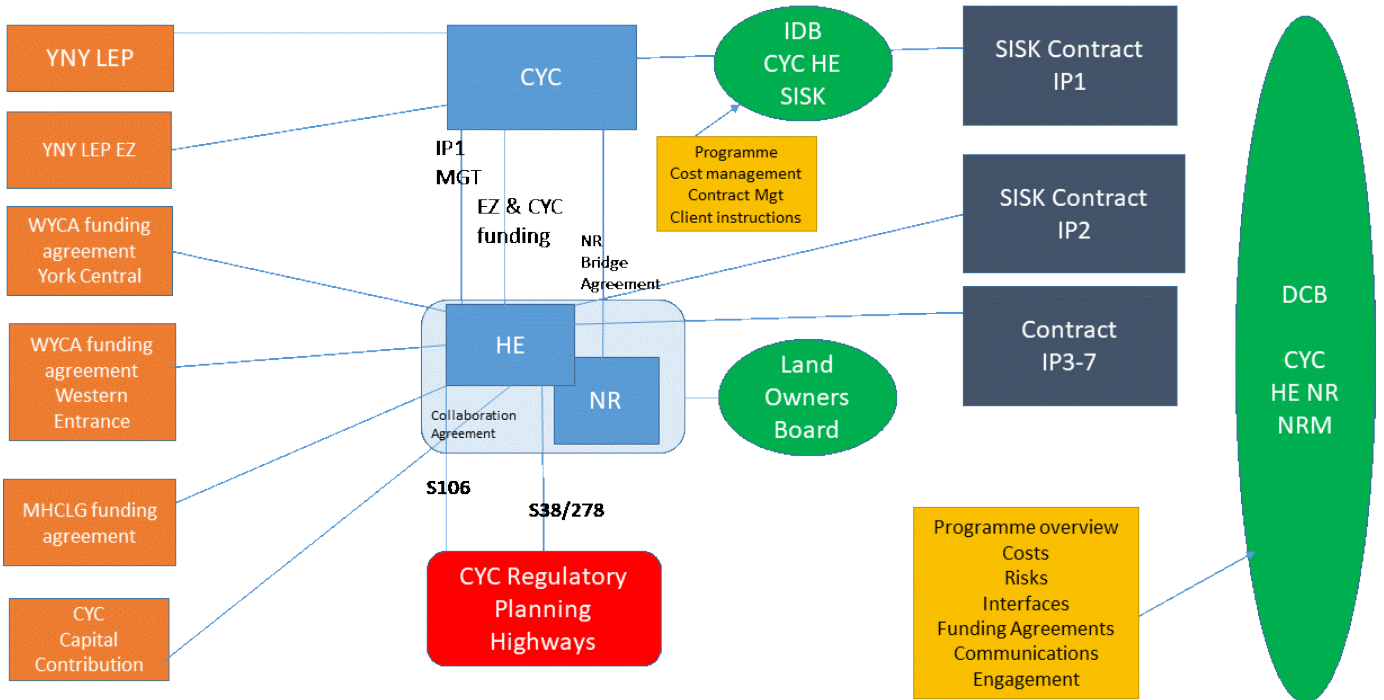 YNY LEP
YNY LEP EZ
WYCA funding
agreement
York Central
WYCA funding
agreement
Western
Entrance
MHCLG funding
agreement
CYC
Capital
Contribution
CYC
IP1
MGT
EZ & CYC
funding
NR
Bridge
Agreement
HE
NR
Collaboration
Agreement
S106
S38/278
CYC Regulatory
Planning
Highways
IDB
CYC HE
SISK
Programme
Cost management
Contract Mgt
Client instructions
Land
Owners
Board
SISK Contract
IP1
SISK Contract
IP2
Contract
IP3-7
Programme overview
Costs
Risks
Interfaces
Funding Agreements
Communications
Engagement
DCB
CYC
HE NR
NRM